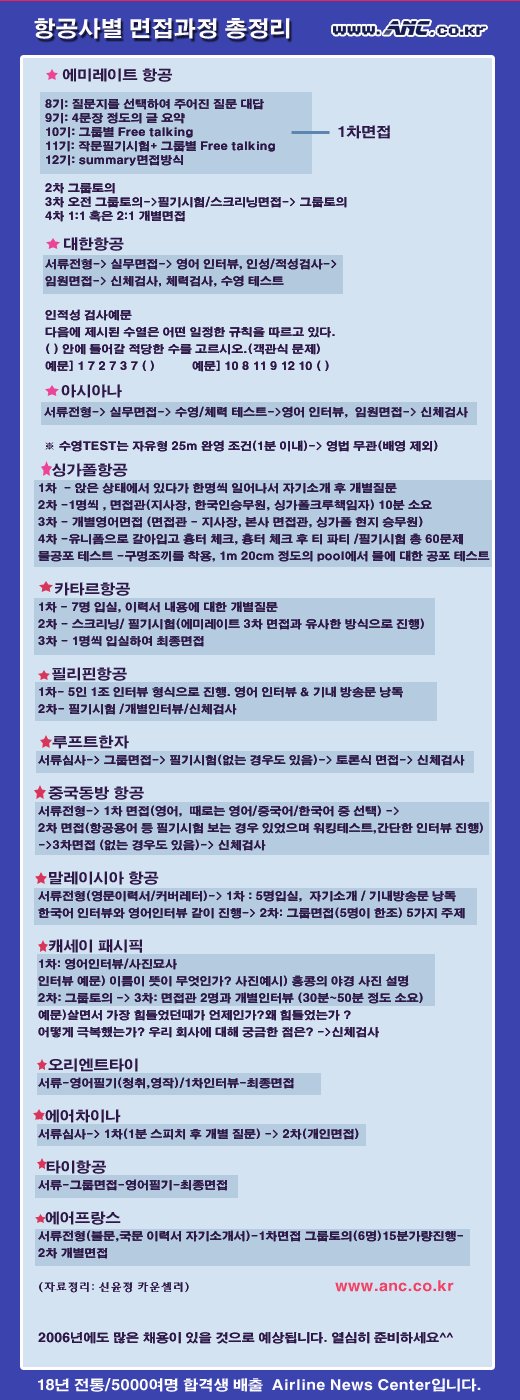 항공사별 면접과정 총정리
www.ANC.co.kr
에미레이트 항공
8기: 질문지를 선택하여 주어진 질문 대답
9기: 4문장 정도의 글 요약
10기: 그룹별 Free talking
1차면접
11기: 작문필기시험+ 그룹별 Free talking
12기: summary면접방식
2차 그룹토의
3차 오전 그룹토의->필기시험/스크리닝면접-> 그룹토의
4차 1:1 혹은 2:1 개별면접
대한항공
서류전형-> 실무면접-> 영어 인터뷰, 인성/적성검사->
임원면접-> 신체검사, 체력검사, 수영 테스트
인적성 검사예문
다음에 제시된 수열은 어떤 일정한 규칙을 따르고 있다.
( ) 안에 들어갈 적당한 수를 고르시오.(객관식 문제)
예문] 1 7 2 7 3 7 ( ) 예문] 10 8 11 9 12 10 ( )
아시아나
서류전형-> 실무면접-> 수영/체력 테스트->영어 인터뷰, 임원면접-> 신체검사
※ 수영TEST는 자유형 25m 완영 조건(1분 이내)-> 영법 무관(배영 제외)
싱가폴항공
1차 - 앉은 상태에서 있다가 한명씩 일어나서 자기소개 후 개별질문
2차 -1명씩 , 면접관(지사장, 한국인승무원, 싱가폴크루책임자) 10분 소요
3차 - 개별영어면접 (면접관 - 지사장, 본사 면접관, 싱가폴 현지 승무원)
4차 -유니폼으로 갈아입고 흉터 체크, 흉터 체크 후 티 파티 /필기시험 총 60문제
물공포 테스트 -구명조끼를 착용, 1m 20cm 정도의 pool에서 물에 대한 공포 테스트
카타르항공
1차 - 7명 입실, 이력서 내용에 대한 개별질문
2차 - 스크리닝/ 필기시험(에미레이트 3차 면접과 유사한 방식으로 진행)
3차 - 1명씩 입실하여 최종면접
필리핀항공
1차- 5인 1조 인터뷰 형식으로 진행. 영어 인터뷰 & 기내 방송문 낭독
2차- 필기시험 /개별인터뷰/신체검사
루프트한자
서류심사-> 그룹면접-> 필기시험(없는 경우도 있음)-> 토론식 면접-> 신체검사
중국동방 항공
서류전형-> 1차 면접(영어, 때로는 영어/중국어/한국어 중 선택) ->
2차 면접(항공용어 등 필기시험 보는 경우 있었으며 워킹테스트,간단한 인터뷰 진행)
->3차면접 (없는 경우도 있음)-> 신체검사
말레이시아 항공
서류전형(영문이력서/커버레터)-> 1차 : 5명입실, 자기소개 / 기내방송문 낭독
한국어 인터뷰와 영어인터뷰 같이 진행-> 2차: 그룹면접(5명이 한조) 5가지 주제
캐세이 패시픽
1차: 영어인터뷰/사진묘사
인터뷰 예문) 이름이 뜻이 무엇인가? 사진예시) 홍콩의 야경 사진 설명
2차: 그룹토의 -> 3차: 면접관 2명과 개별인터뷰 (30분~50분 정도 소요)
예문)살면서 가장 힘들었던때가 언제인가?왜 힘들었는가 ?
어떻게 극복했는가? 우리 회사에 대해 궁금한 점은? ->신체검사
오리엔트타이
서류-영어필기(청취,영작)/1차인터뷰-최종면접
에어차이나
서류심사-> 1차(1분 스피치 후 개별 질문) -> 2차(개인면접)
타이항공
서류-그룹면접-영어필기-최종면접
에어프랑스
서류전형(불문,국문 이력서 자기소개서)-1차면접 그룹토의(6명)15분가량진행-
2차 개별면접
(자료정리: 신윤정 카운셀러)
www.anc.co.kr
2006년에도 많은 채용이 있을 것으로 예상됩니다. 열심히 준비하세요^^
18년 전통/5000여명 합격생 배출 Airline News Center입니다.